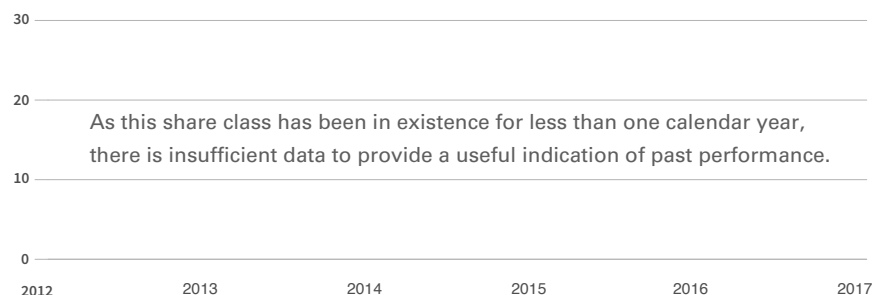 30
20
As this share class has been in existence for less than one calendar year,
there is insufficient data to provide a useful indication of past performance.
10
0
2012 2013 2014 2015 2016 2017